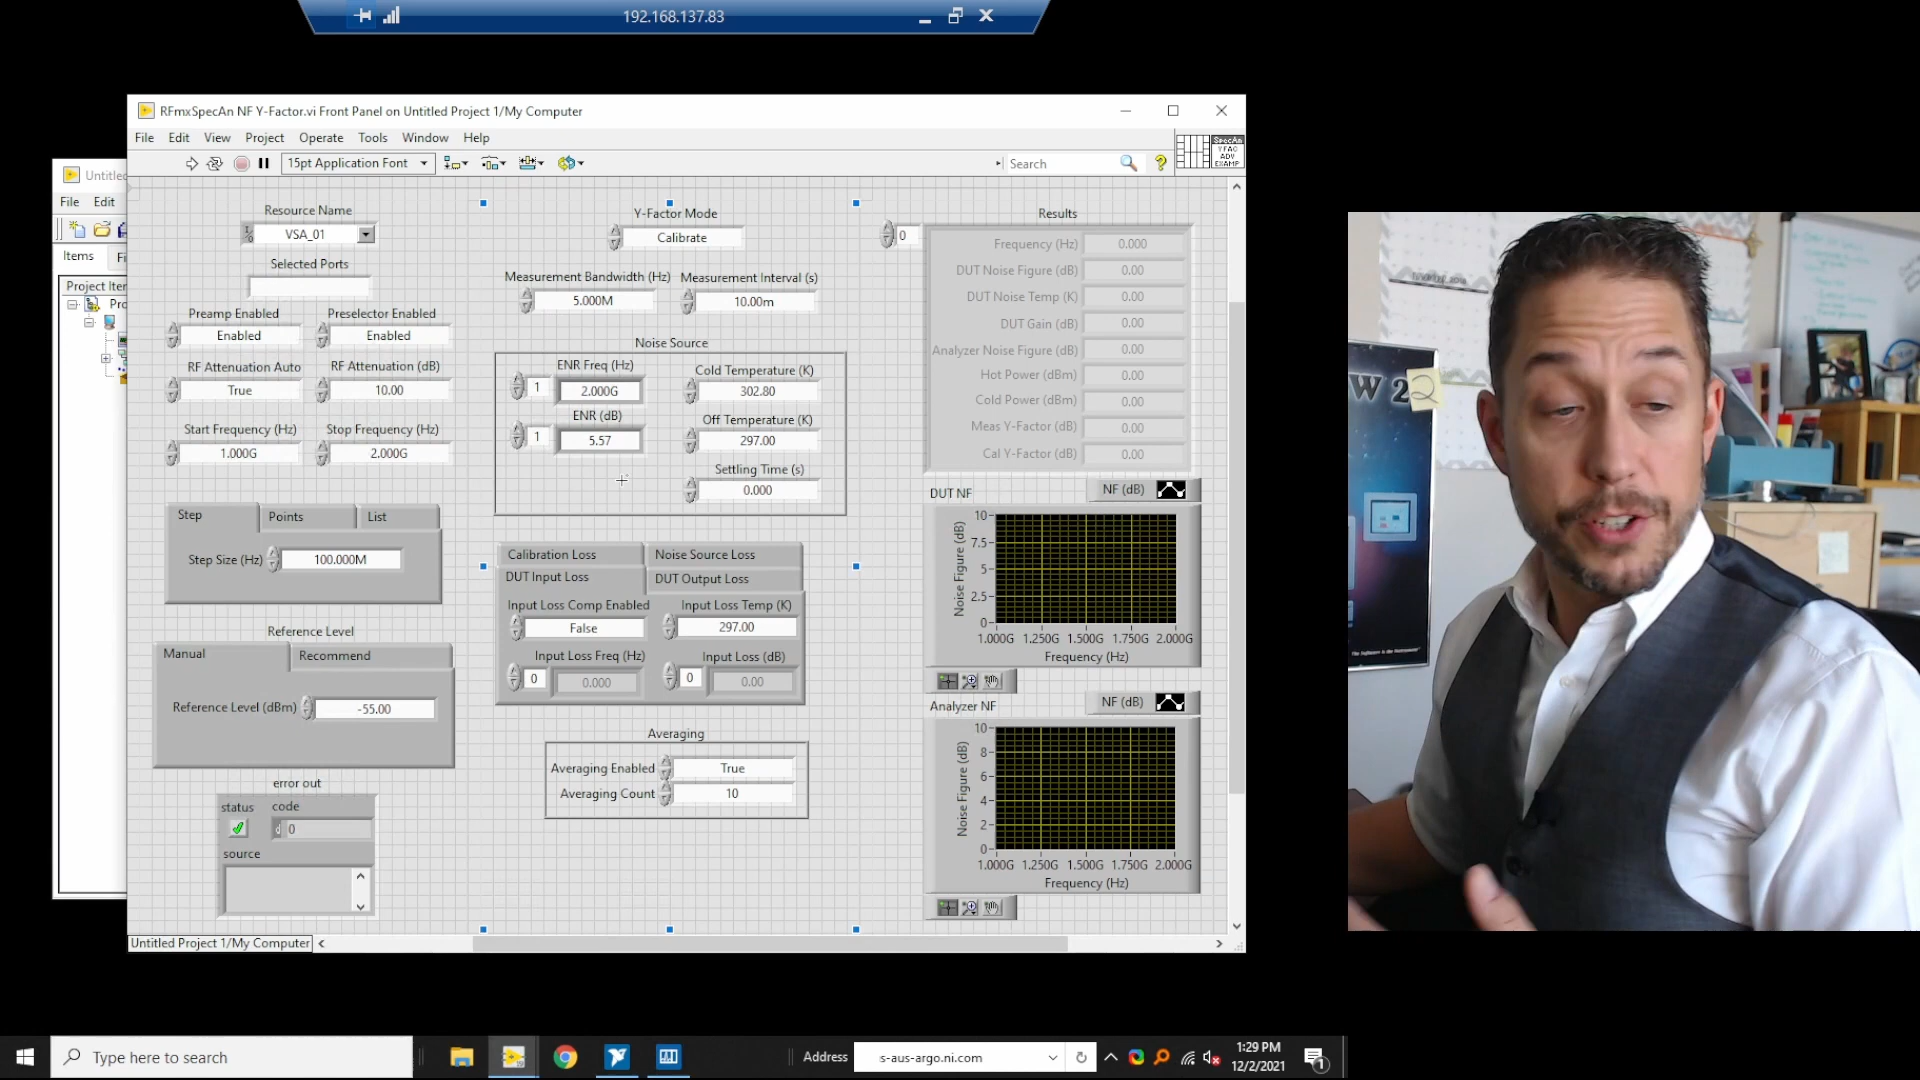 192.168.137.83
RFmxSpecAn NF Y-Factor.vi Front Panel on Untitled Project 1/My Computer
File Edit View Project Operate Tools Window Help
15pt Application Font
Search
SpecAn
YFAC
ADV
EXAMP
Untitled
File Edit
Items
Project Iten
Pro
Resource Name
VSA_01
Selected Ports
Preamp Enabled
Enabled
Preselector Enabled
Enabled
RF Attenuation Auto
True
RF Attenuation (dB)
10.00
Start Frequency (Hz)
1.000G
Stop Frequency (Hz)
2.000G
Step Points List
Step Size (Hz) 100.000M
Reference Level
Manual Recommend
Reference Level (dBm) -55.00
error out
status code
d 0
source
Y-Factor Mode
Calibrate
Measurement Bandwidth (Hz)
5.000M
Measurement Interval (s)
10.00m
Noise Source
ENR Freq (Hz)
1 2.000G
ENR (dB)
1 5.57
Cold Temperature (K)
302.80
Off Temperature (K)
297.00
Settling Time (s)
0.000
Calibration Loss Noise Source Loss
DUT Input Loss DUT Output Loss
Input Loss Comp Enabled
False
Input Loss Temp (K)
297.00
Input Loss Freq (Hz)
0 0.000
Input Loss (dB)
0 0.00
Averaging
Averaging Enabled True
Averaging Count 10
Results
0
Frequency (Hz) 0.000
DUT Noise Figure (dB) 0.00
DUT Noise Temp (K) 0.00
DUT Gain (dB) 0.00
Analyzer Noise Figure (dB) 0.00
Hot Power (dBm) 0.00
Cold Power (dBm) 0.00
Meas Y-Factor (dB) 0.00
Cal Y-Factor (dB) 0.00
DUT NF NF (dB)
Noise Figure (dB)
10
7.5
5
2.5
0
1.000G 1.250G 1.500G 1.750G 2.000G
Frequency (Hz)
Analyzer NF NF (dB)
Noise Figure (dB)
10
8
6
4
2
0
1.000G 1.250G 1.500G 1.750G 2.000G
Frequency (Hz)
Untitled Project 1/My Computer
W 2
2
Type here to search
Address s-aus-argo.ni.com
1:29 PM
12/2/2021
1